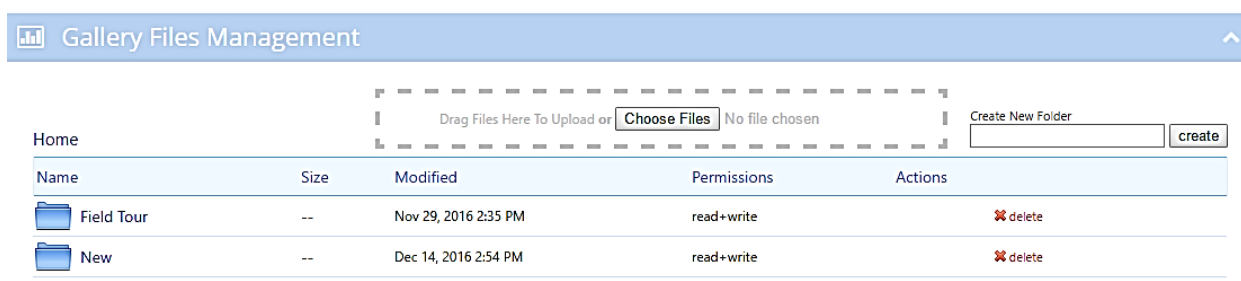 Gallery Files Management
Drag Files Here To Upload or Choose Files No file chosen
Create New Folder
Home
create
Name Size Modified Permissions Actions
Field Tour -- Nov 29, 2016 2:35 PM read+write delete
New -- Dec 14, 2016 2:54 PM read+write delete